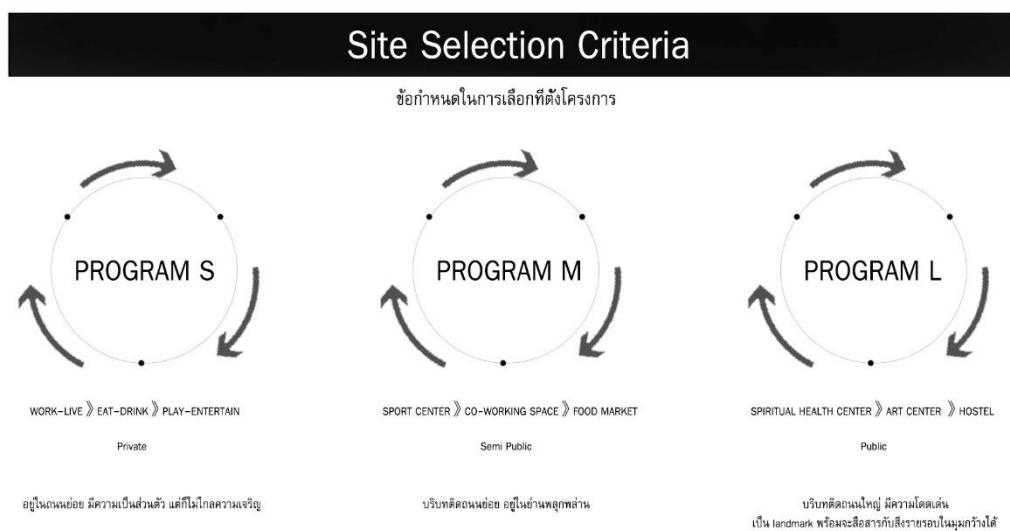 Site Selection Criteria
ข้อกำหนดในการเลือกที่ตั้งโครงการ
PROGRAM S
PROGRAM M
PROGRAM L
WORK-LIVE 》 EAT-DRINK 》 PLAY-ENTERTAIN
SPORT CENTER 》 CO-WORKING SPACE 》 FOOD MARKET
SPIRITUAL HEALTH CENTER 》 ART CENTER 》 HOSTEL
Private
Semi Public
Public
อยู่ในถนนย่อย มีความเป็นส่วนตัว แต่ก็ไม่ไกลความเจริญ
บริบทติดถนนย่อย อยู่ในย่านพลุกพล่าน
บริบทติดถนนใหญ่ มีความโดดเด่น
เป็น landmark พร้อมจะสื่อสารกับสิ่งรายรอบในมุมกว้างได้